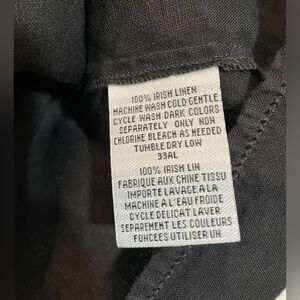 100% IRISH LINEN
MACHINE WASH COLD GENTLE
CYCLE WASH DARK COLORS
SEPARATELY ONLY NON
CHLORINE BLEACH AS NEEDED
TUMBLE DRY LOW
33AL
100% IRISH LIN
FABRIQUE AUX CHINE TISSU
IMPORTE LAVAGE A LA
MACHINE A L'EAU FROIDE
CYCLE DELICAT LAVER
SEPAREMENT LES COULEURS
FONCEES UTILISER UN